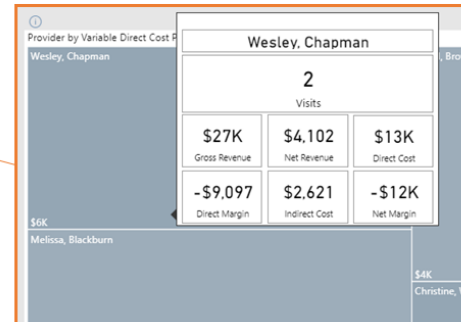 Provider by Variable Direct Cost P
Wesley, Chapman
$6K
Melissa, Blackburn
Wesley, Chapman
2
Visits
$27K
Gross Revenue
$4,102
Net Revenue
$13K
Direct Cost
-$9,097
Direct Margin
$2,621
Indirect Cost
-$12K
Net Margin
, Bro
$4K
Christine,